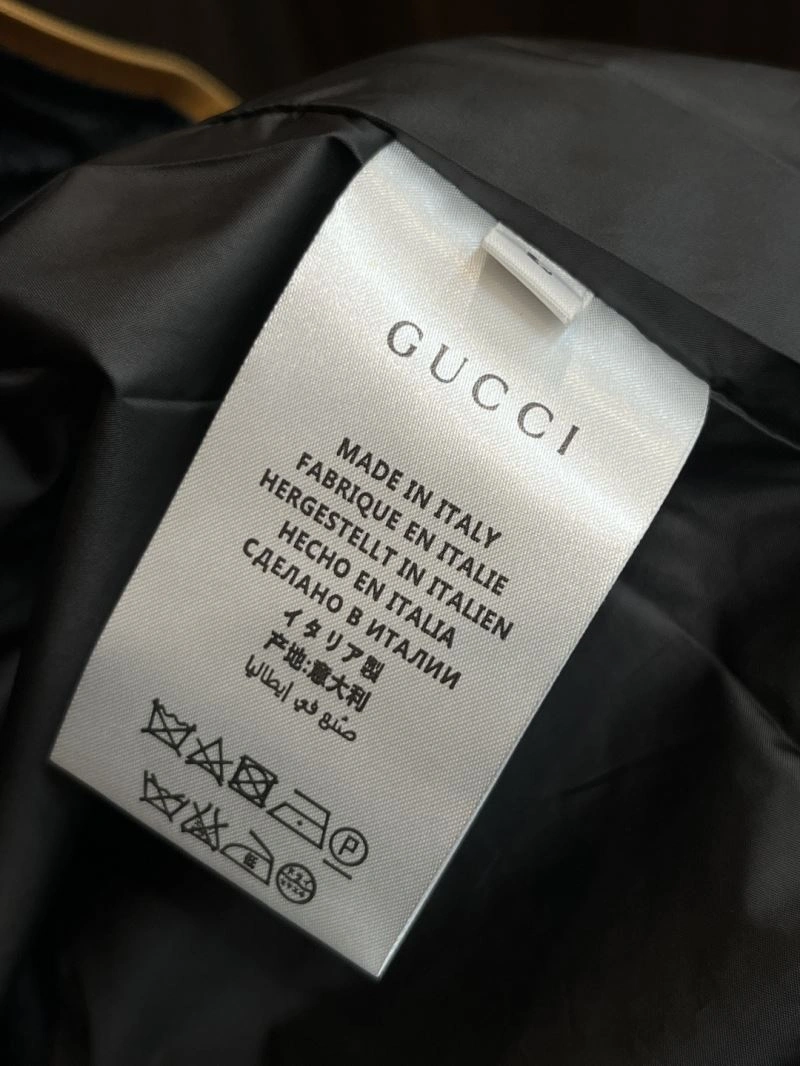 GUCCI
MADE IN ITALY
FABRIQUE EN ITALIE
HERGESTELLT IN ITALIEN
HECHO EN ITALIA
СДЕЛАНО В ИТАЛИИ
イタリア製
产地:意大利
صنع في إيطاليا
P